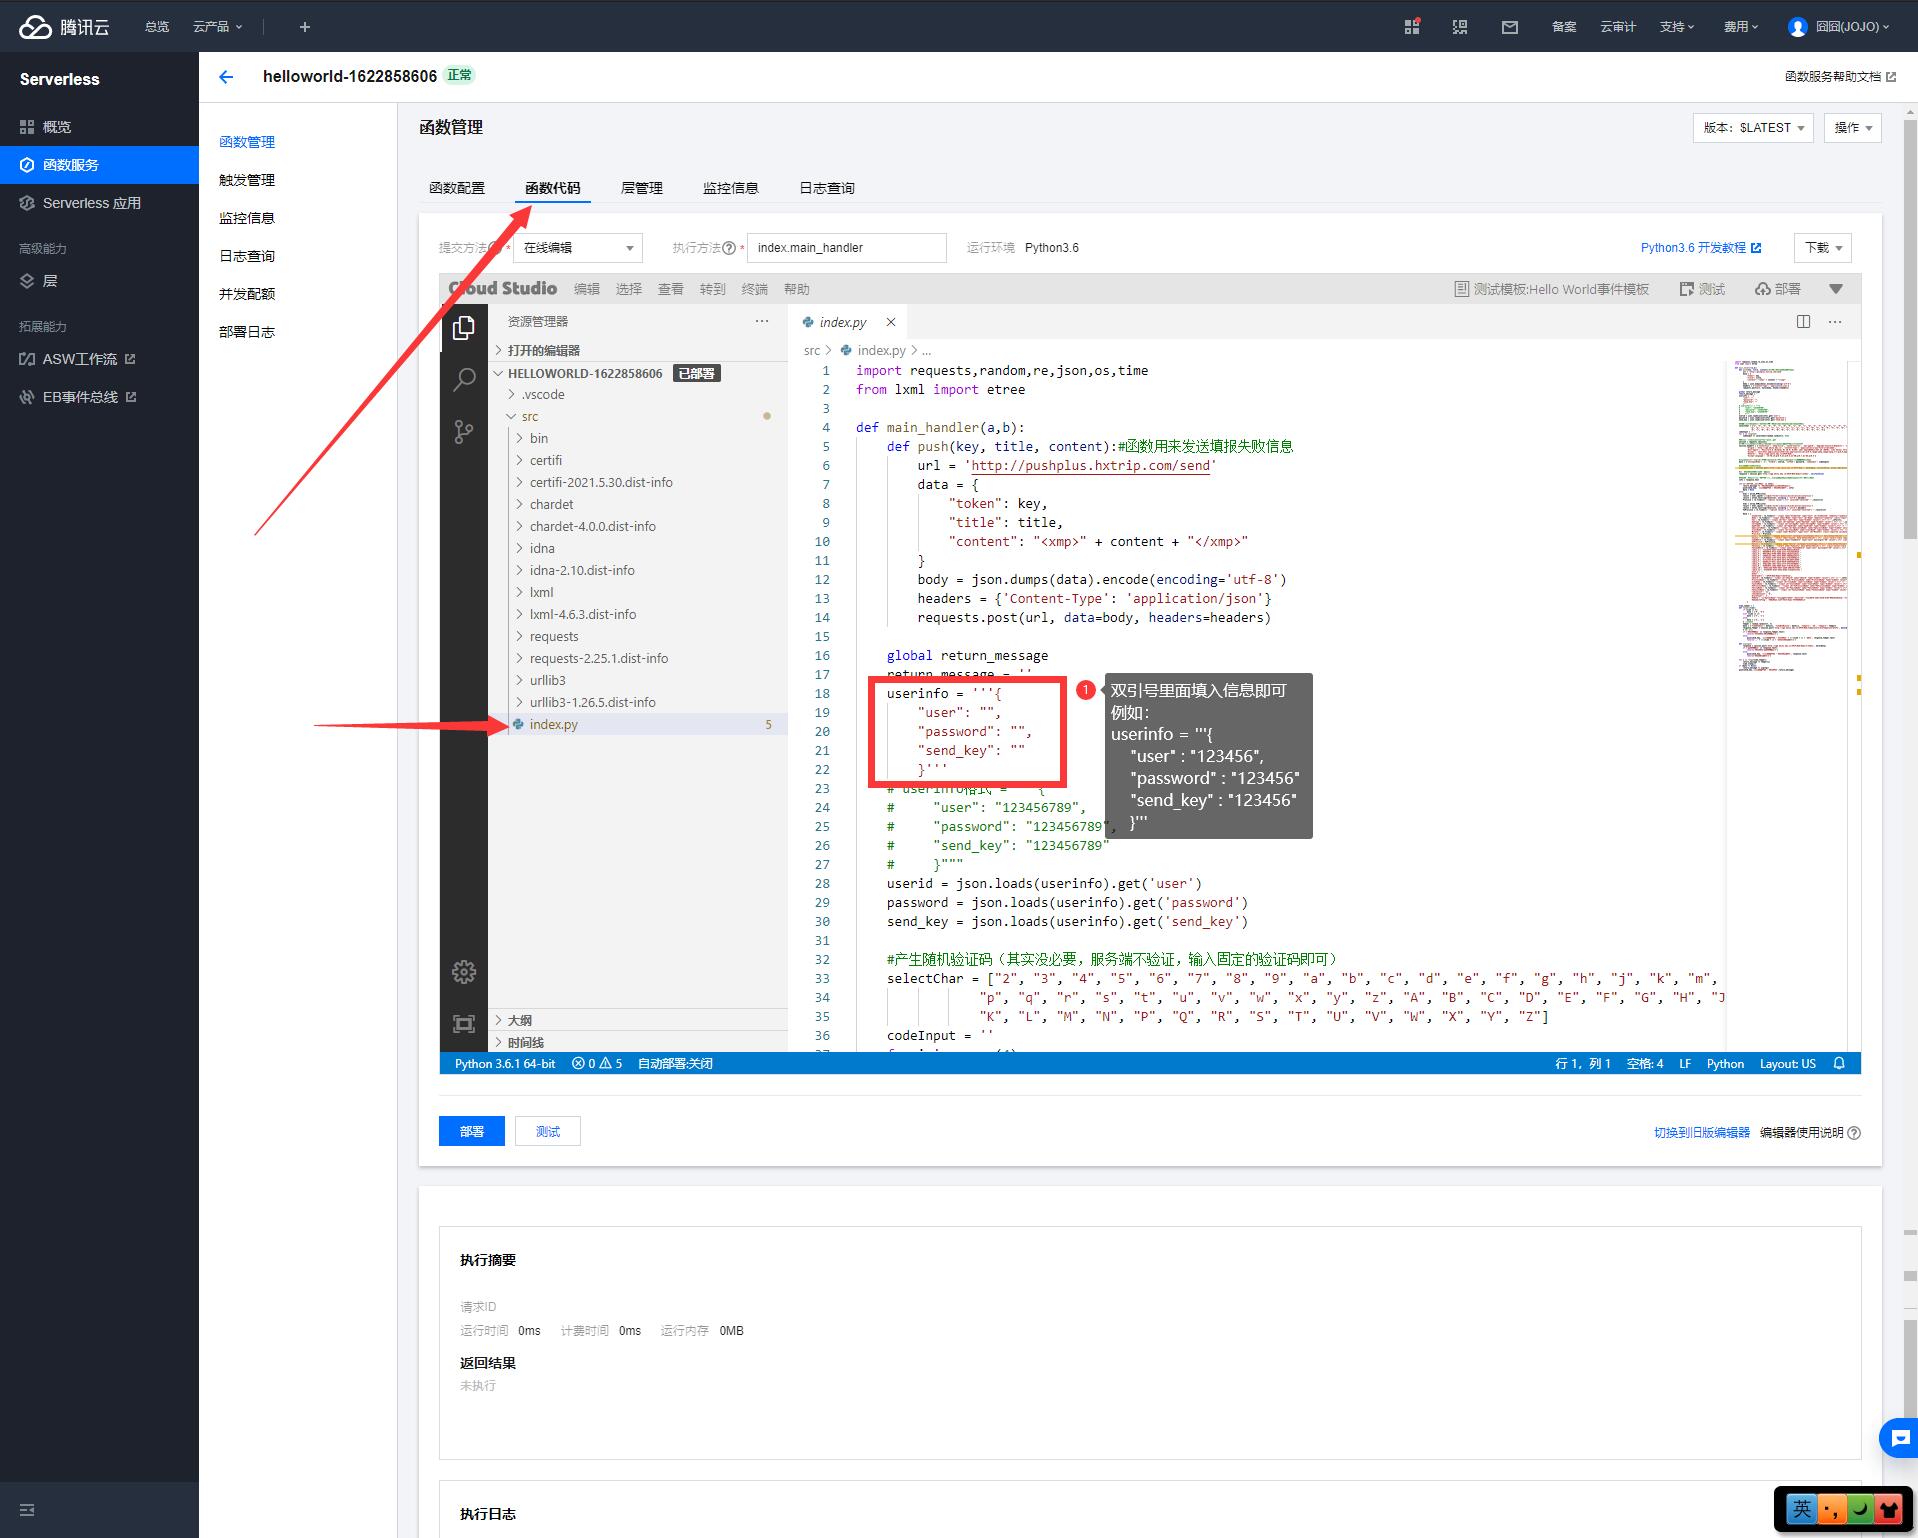 腾讯云 总览 云产品 + 备案 云审计 支持 费用 囧囧(JOJO)
Serverless
helloworld-1622858606 正常 函数服务帮助文档
概览
函数服务
Serverless 应用
高级能力
层
拓展能力
ASW工作流
EB事件总线
函数管理
触发管理
监控信息
日志查询
并发配额
部署日志
函数管理 版本：$LATEST 操作
函数配置 函数代码 层管理 监控信息 日志查询
提交方法 * 在线编辑 执行方法 * index.main_handler 运行环境 Python3.6 Python3.6 开发教程 下载
Cloud Studio 编辑 选择 查看 转到 终端 帮助 测试模板:Hello World事件模板 测试 部署
资源管理器 ···
打开的编辑器
HELLOWORLD-1622858606 已部署
.vscode
src
bin
certifi
certifi-2021.5.30.dist-info
chardet
chardet-4.0.0.dist-info
idna
idna-2.10.dist-info
lxml
lxml-4.6.3.dist-info
requests
requests-2.25.1.dist-info
urllib3
urllib3-1.26.5.dist-info
index.py 5
大纲
时间线
index.py ×
src > index.py > ...
1 import requests,random,re,json,os,time
2 from lxml import etree
3
4 def main_handler(a,b):
5 def push(key, title, content):#函数用来发送填报失败信息
6 url = 'http://pushplus.hxtrip.com/send'
7 data = {
8 "token": key,
9 "title": title,
10 "content": "<xmp>" + content + "</xmp>"
11 }
12 body = json.dumps(data).encode(encoding='utf-8')
13 headers = {'Content-Type': 'application/json'}
14 requests.post(url, data=body, headers=headers)
15
16 global return_message
17 return_message = ''
18 userinfo = '''{
19 "user": "",
20 "password": "",
21 "send_key": ""
22 }'''
23 # userinfo格式 = {
24 # "user": "123456789",
25 # "password": "123456789",
26 # "send_key": "123456789"
27 # }"""
28 userid = json.loads(userinfo).get('user')
29 password = json.loads(userinfo).get('password')
30 send_key = json.loads(userinfo).get('send_key')
31
32 #产生随机验证码（其实没必要，服务端不验证，输入固定的验证码即可）
33 selectChar = ["2", "3", "4", "5", "6", "7", "8", "9", "a", "b", "c", "d", "e", "f", "g", "h", "j", "k", "m",
34 "p", "q", "r", "s", "t", "u", "v", "w", "x", "y", "z", "A", "B", "C", "D", "E", "F", "G", "H", "J
35 "K", "L", "M", "N", "P", "Q", "R", "S", "T", "U", "V", "W", "X", "Y", "Z"]
36 codeInput = ''
1 双引号里面填入信息即可
例如：
userinfo = '''{
"user" : "123456",
"password" : "123456"
"send_key" : "123456"
}'''
Python 3.6.1 64-bit 0 5 自动部署:关闭 行 1，列 1 空格: 4 LF Python Layout: US
部署 测试 切换到旧版编辑器 编辑器使用说明
执行摘要
请求ID
运行时间 0ms 计费时间 0ms 运行内存 0MB
返回结果
未执行
执行日志
英